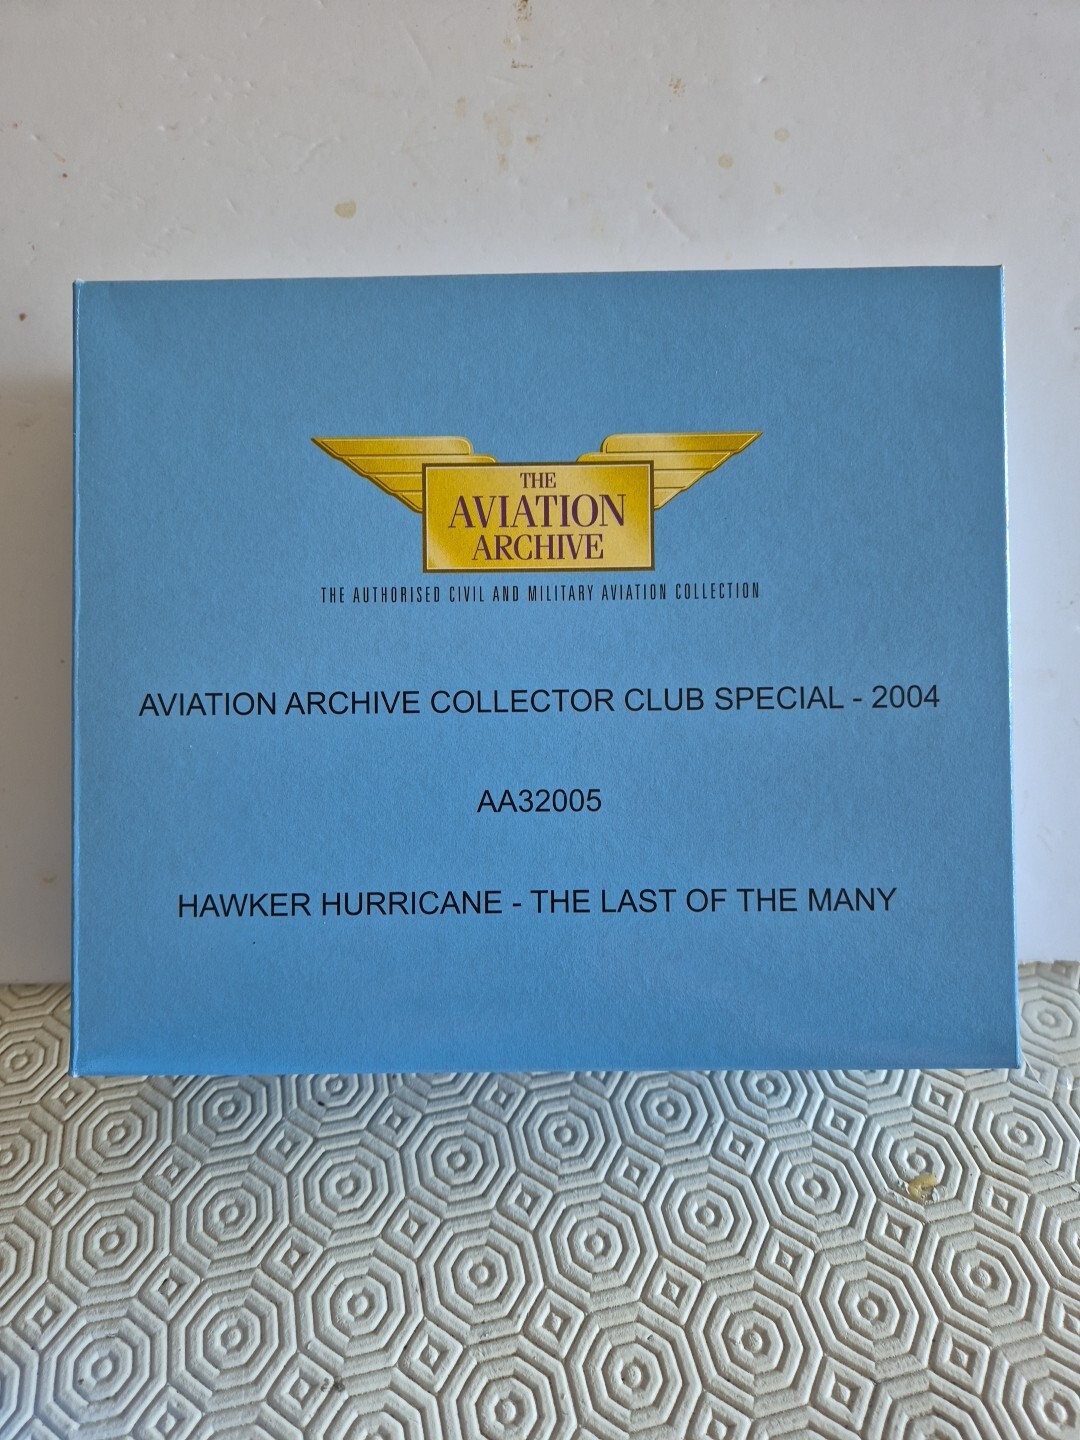 THE
AVIATION
ARCHIVE
THE AUTHORISED CIVIL AND MILITARY AVIATION COLLECTION
AVIATION ARCHIVE COLLECTOR CLUB SPECIAL - 2004
AA32005
HAWKER HURRICANE - THE LAST OF THE MANY